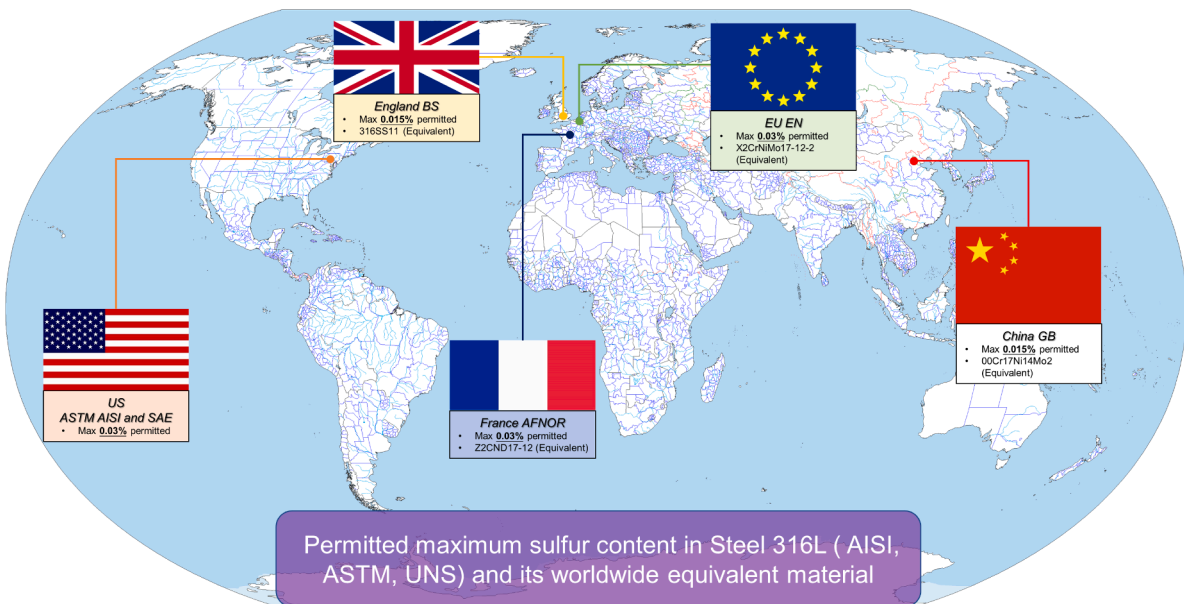 England BS
• Max 0.015% permitted
• 316SS11 (Equivalent)
EU EN
• Max 0.03% permitted
• X2CrNiMo17-12-2
(Equivalent)
US
ASTM AISI and SAE
• Max 0.03% permitted
France AFNOR
• Max 0.03% permitted
• Z2CND17-12 (Equivalent)
China GB
• Max 0.015% permitted
• 00Cr17Ni14Mo2
(Equivalent)
Permitted maximum sulfur content in Steel 316L ( AISI,
ASTM, UNS) and its worldwide equivalent material